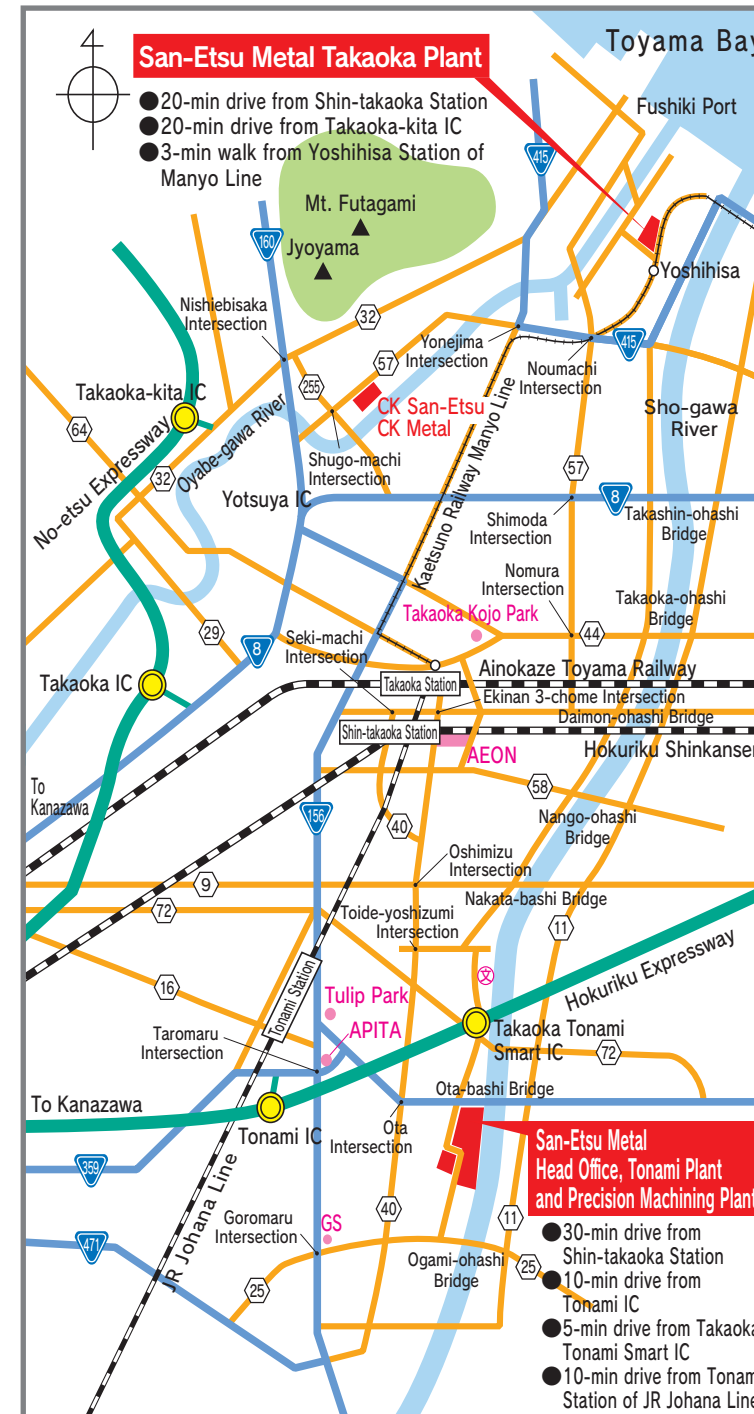 Toyama Bay
San-Etsu Metal Takaoka Plant
●20-min drive from Shin-takaoka Station
●20-min drive from Takaoka-kita IC
●3-min walk from Yoshihisa Station of
Manyo Line
Fushiki Port
415
Mt. Futagami
Jyoyama
160
Yoshihisa
Nishiebisaka
Intersection
32
Yonejima
Intersection
415
Noumachi
Intersection
57
255
Takaoka-kita IC
CK San-Etsu
CK Metal
Sho-gawa
River
64
Oyabe-gawa River
Kaetsuno Railway Manyo Line
No-etsu Expressway
32
Shugo-machi
Intersection
57
Yotsuya IC
8
Shimoda
Intersection
Takashin-ohashi
Bridge
Nomura
Intersection
Takaoka-ohashi
Bridge
Takaoka Kojo Park
29
8
Seki-machi
Intersection
44
Ainokaze Toyama Railway
Takaoka IC
Takaoka Station
Ekinan 3-chome Intersection
Daimon-ohashi Bridge
Shin-takaoka Station
AEON
Hokuriku Shinkansen
To
Kanazawa
58
156
40
Nango-ohashi
Bridge
Oshimizu
Intersection
9
Nakata-bashi Bridge
72
Toide-yoshizumi
Intersection
11
文
16
Tonami Station
Tulip Park
Hokuriku Expressway
Taromaru
Intersection
APITA
Takaoka Tonami
Smart IC
72
Ota-bashi Bridge
To Kanazawa
Tonami IC
Ota
Intersection
San-Etsu Metal
Head Office, Tonami Plant
and Precision Machining Plant
359
JR Johana Line
40
11
GS
Goromaru
Intersection
471
Ogami-ohashi
Bridge
25
25
●30-min drive from
Shin-takaoka Station
●10-min drive from
Tonami IC
●5-min drive from Takaoka
Tonami Smart IC
●10-min drive from Tonam
Station of JR Johana Line